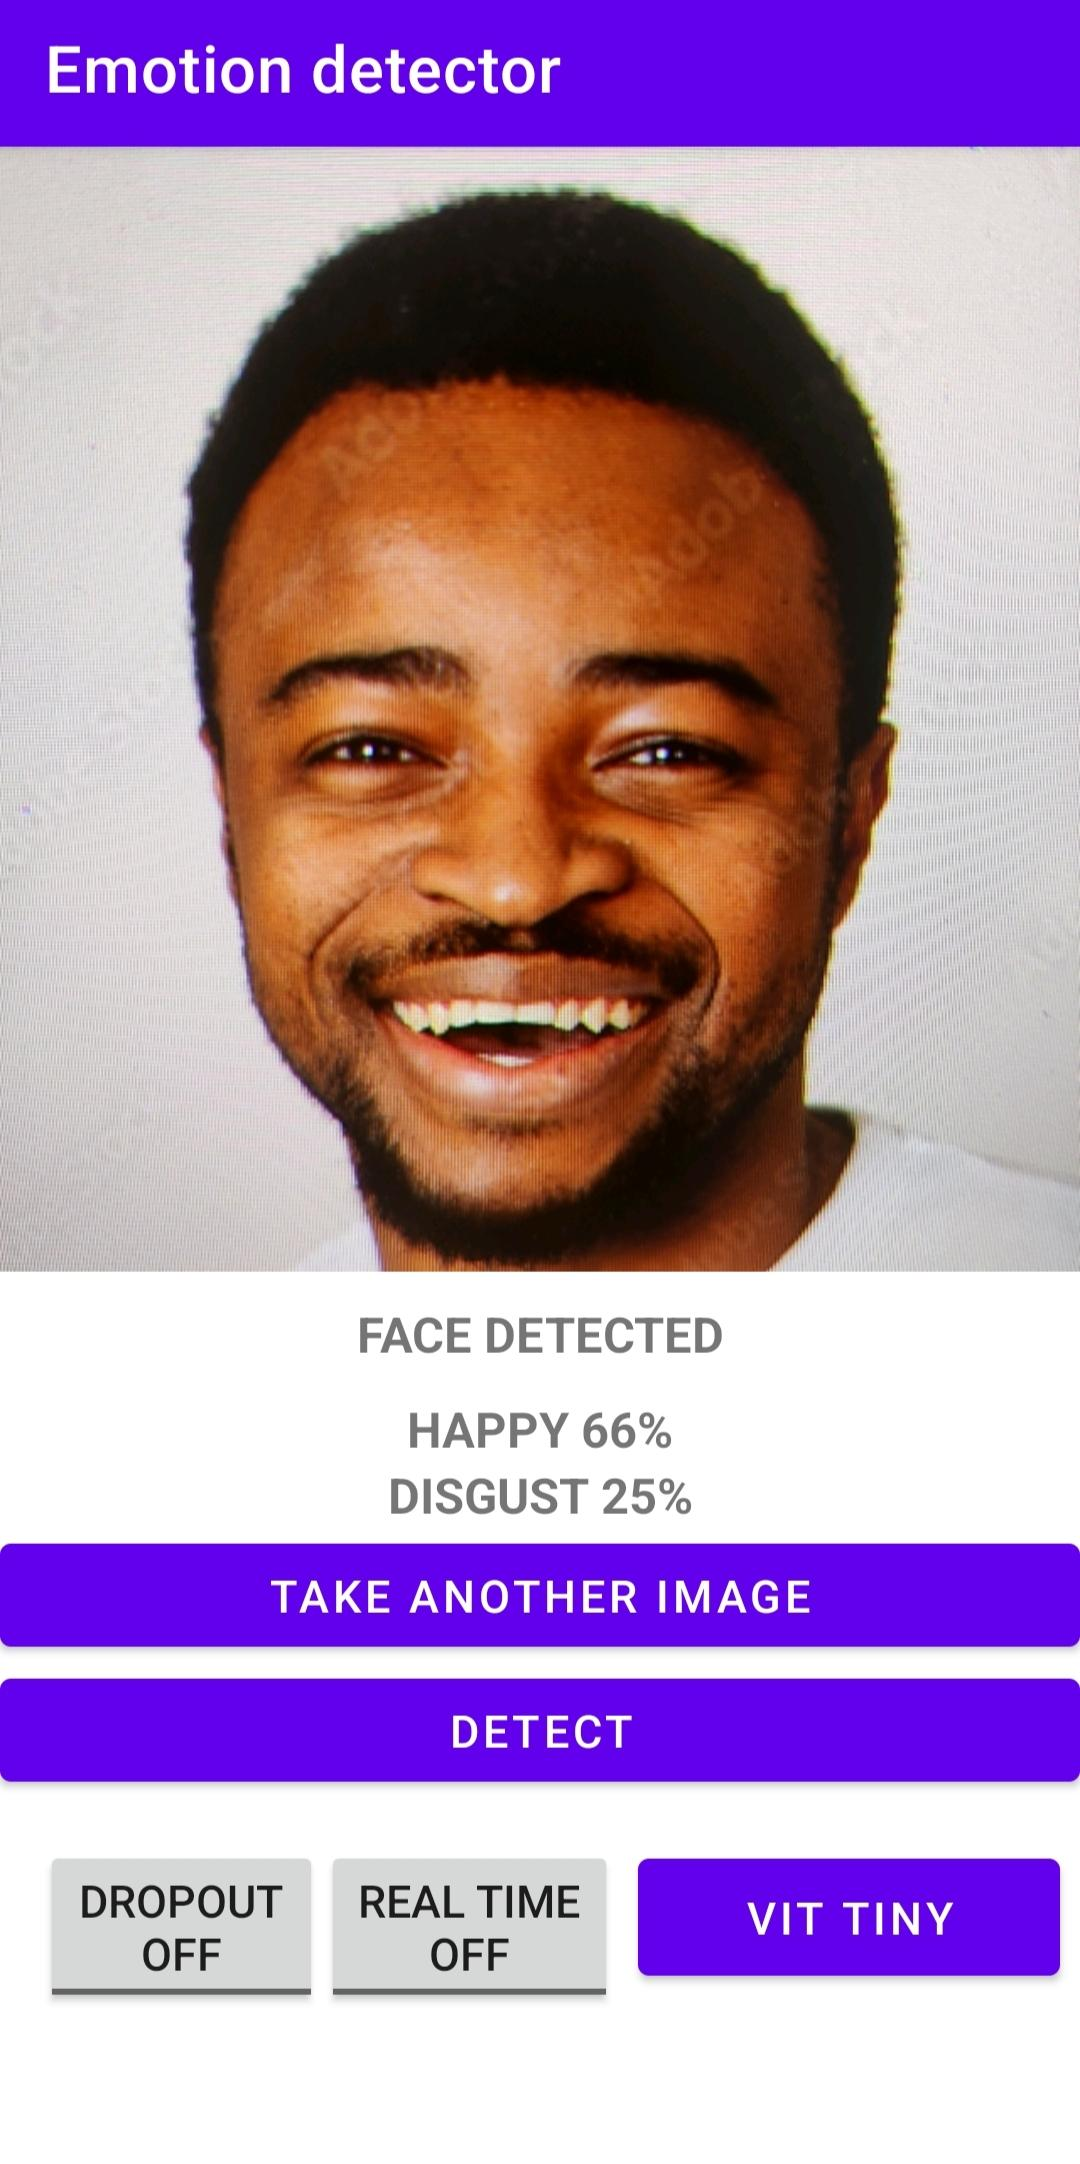 Emotion detector
Adob
FACE DETECTED
HAPPY 66%
DISGUST 25%
TAKE ANOTHER IMAGE
DETECT
DROPOUT
OFF
REAL TIME
OFF
VIT TINY